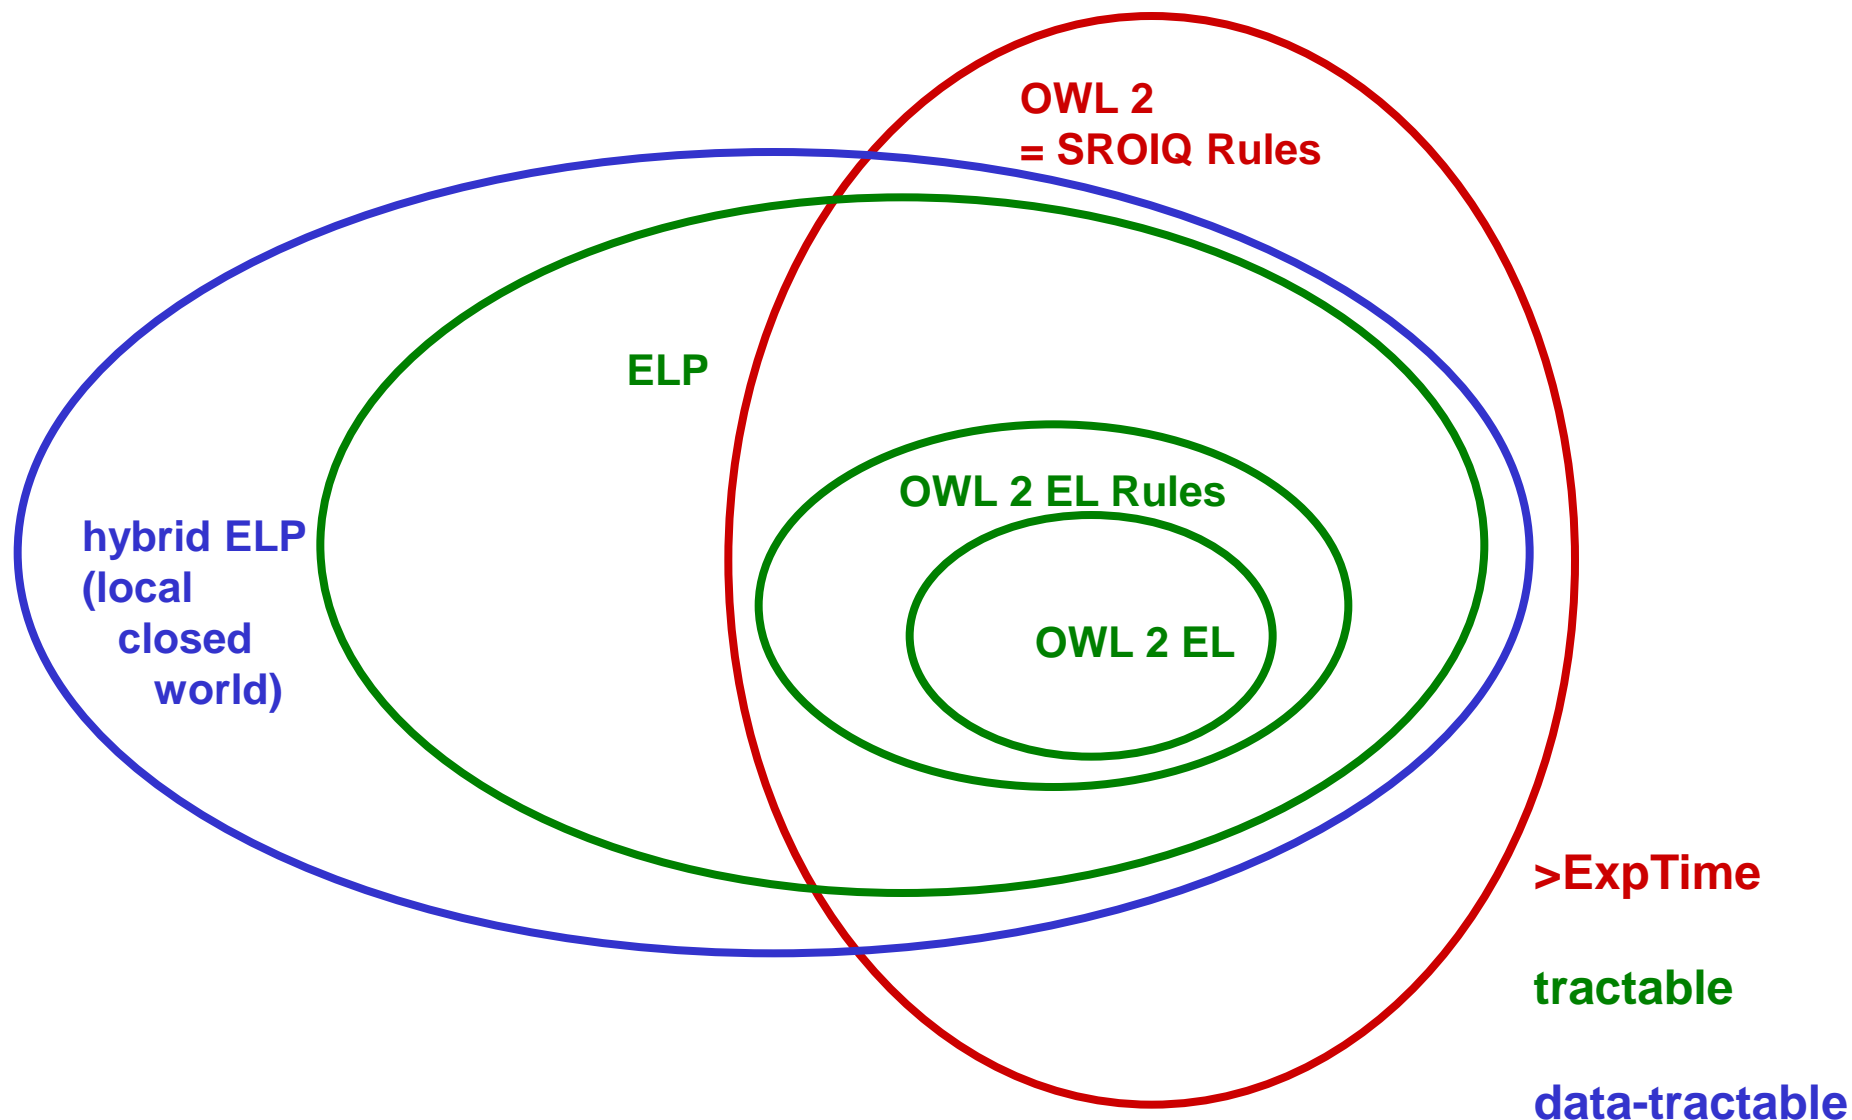 OWL 2
= SROIQ Rules
ELP
OWL 2 EL Rules
hybrid ELP
(local
closed
world)
OWL 2 EL
>ExpTime
tractable
data-tractable